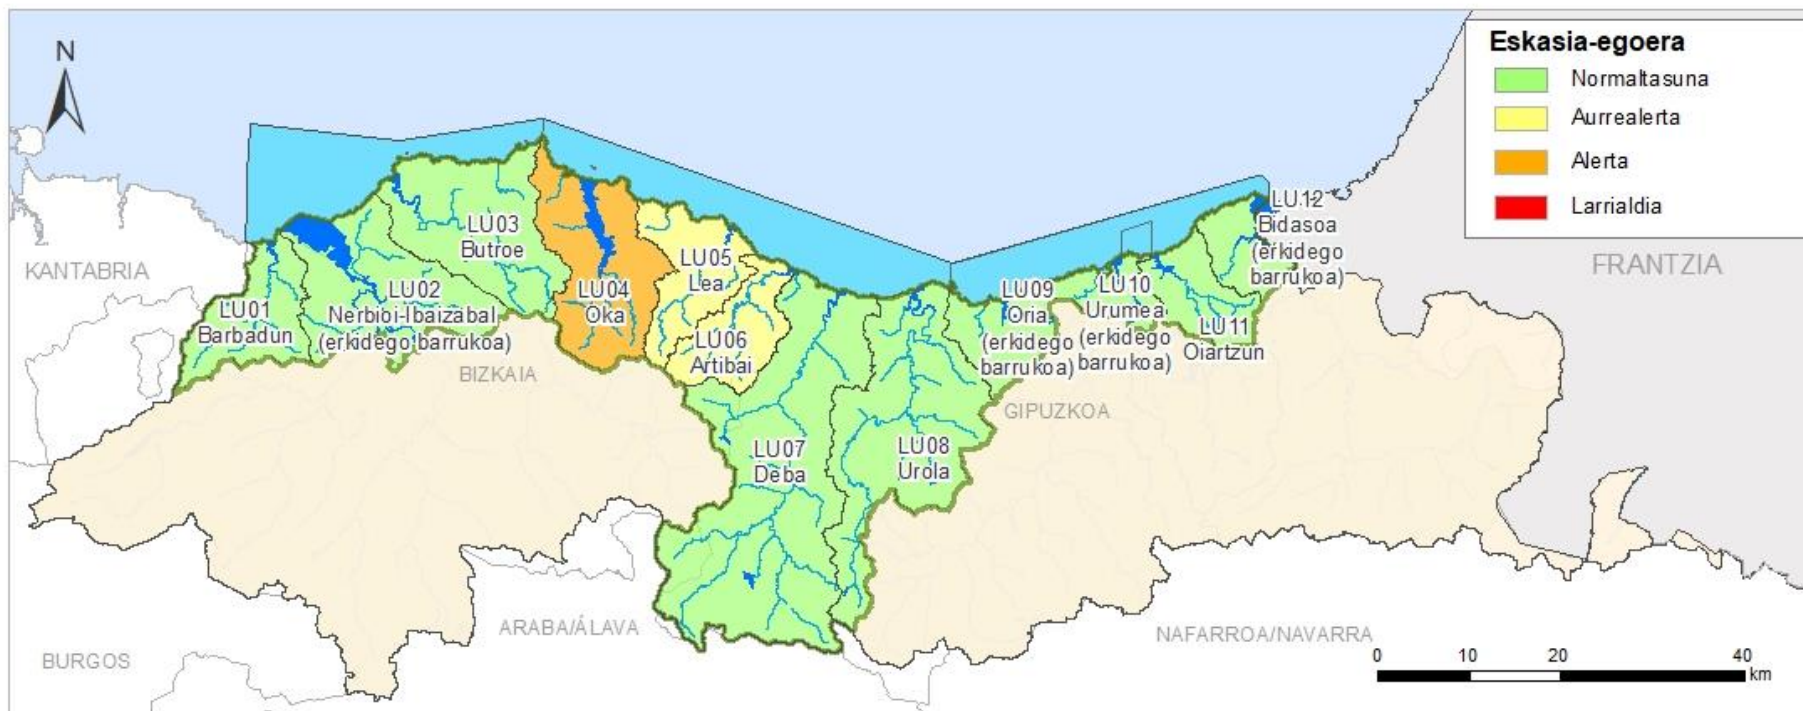 N
Eskasia-egoera
Normaltasuna
Aurrealerta
Alerta
Larrialdia
KANTABRIA
FRANTZIA
LU01
Barbadun
LU02
Nerbioi-Ibaizabal
(erkidego barrukoa)
LU03
Butroe
LU04
Oka
LU05
Lea
LU06
Artibai
LU07
Deba
LU08
Urola
LU09
Oria
(erkidego
barrukoa)
LU10
Urumea
(erkidego
barrukoa)
LU11
Oiartzun
LU12
Bidasoa
(erkidego
barrukoa)
BIZKAIA
GIPUZKOA
ARABA/ÁLAVA
NAFARROA/NAVARRA
BURGOS
0 10 20 40
km